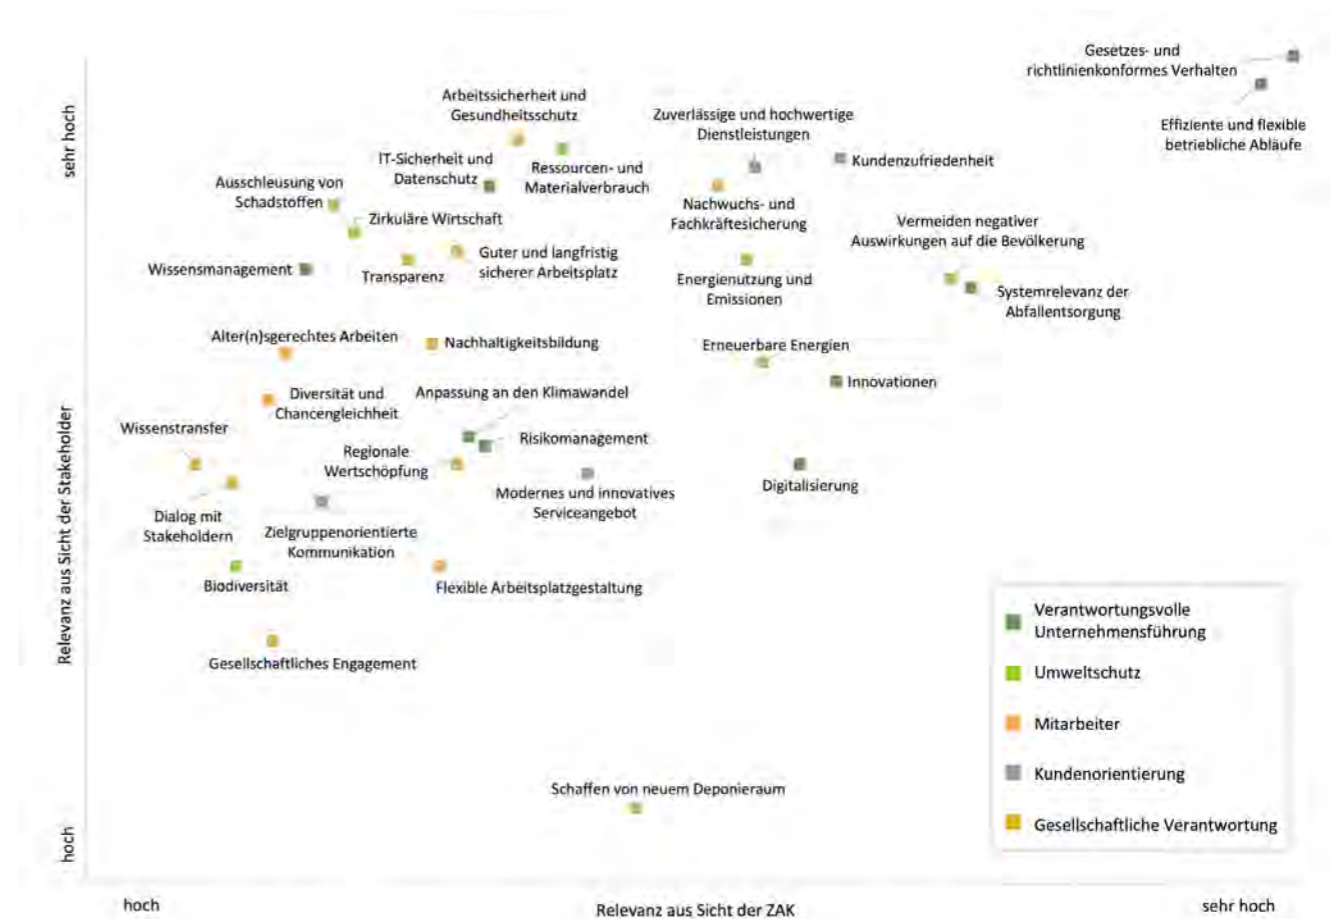 Gesetzes- und
richtlinienkonformes Verhalten
Effiziente und flexible
betriebliche Abläufe
Arbeitssicherheit und
Gesundheitsschutz
Zuverlässige und hochwertige
Dienstleistungen
Kundenzufriedenheit
IT-Sicherheit und
Datenschutz
Ressourcen- und
Materialverbrauch
Ausschleusung von
Schadstoffen
Zirkuläre Wirtschaft
Nachwuchs- und
Fachkräftesicherung
Vermeiden negativer
Auswirkungen auf die Bevölkerung
Wissensmanagement
Transparenz
Guter und langfristig
sicherer Arbeitsplatz
Energienutzung und
Emissionen
Systemrelevanz der
Abfallentsorgung
Alter(n)sgerechtes Arbeiten
Nachhaltigkeitsbildung
Erneuerbare Energien
Innovationen
Diversität und
Chancengleichheit
Anpassung an den Klimawandel
Wissenstransfer
Regionale
Wertschöpfung
Risikomanagement
Modernes und innovatives
Serviceangebot
Digitalisierung
Dialog mit
Stakeholdern
Zielgruppenorientierte
Kommunikation
Biodiversität
Flexible Arbeitsplatzgestaltung
Gesellschaftliches Engagement
Schaffen von neuem Deponieraum
Verantwortungsvolle
Unternehmensführung
Umweltschutz
Mitarbeiter
Kundenorientierung
Gesellschaftliche Verantwortung
sehr hoch
Relevanz aus Sicht der Stakeholder
hoch
hoch
Relevanz aus Sicht der ZAK
sehr hoch